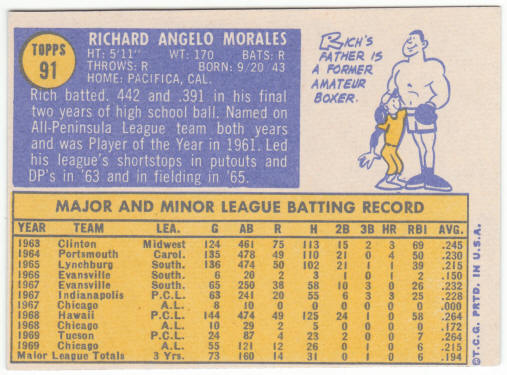 TOPPS
91
RICHARD ANGELO MORALES
HT: 5'11" WT: 170 BATS: R
THROWS: R BORN: 9/20/43
HOME: PACIFICA, CAL.
Rich batted. 442 and .391 in his final
two years of high school ball. Named on
All-Peninsula League team both years
and was Player of the Year in 1961. Led
his league's shortstops in putouts and
DP's in '63 and in fielding in '65.
RICH'S
FATHER IS
A FORMER
AMATEUR
BOXER.
MAJOR AND MINOR LEAGUE BATTING RECORD
YEAR TEAM LEA. G AB R H 2B 3B HR RBI AVG.
1963 Clinton Midwest 124 461 75 113 15 2 3 69 .245
1964 Portsmouth Carol. 135 478 49 110 21 0 4 50 .230
1965 Lynchburg South. 136 474 50 102 21 1 1 39 .215
1966 Evansville South. 6 20 2 3 1 0 1 2 .150
1967 Evansville South. 65 250 38 58 10 3 0 26 .232
1967 Indianapolis P.C.L. 63 241 20 55 6 3 3 25 .228
1967 Chicago A.L. 8 10 0 0 0 0 0 0 .000
1968 Hawaii P.C.L. 144 474 49 125 24 1 0 58 .264
1968 Chicago A.L. 10 29 2 5 0 0 0 0 .172
1969 Tucson P.C.L. 24 87 4 23 2 0 0 7 .264
1969 Chicago A.L. 55 121 12 26 0 1 0 6 .215
Major League Totals 3 Yrs. 73 160 14 31 0 1 0 6 .194
©T.C.G. PRTD. IN U.S.A.